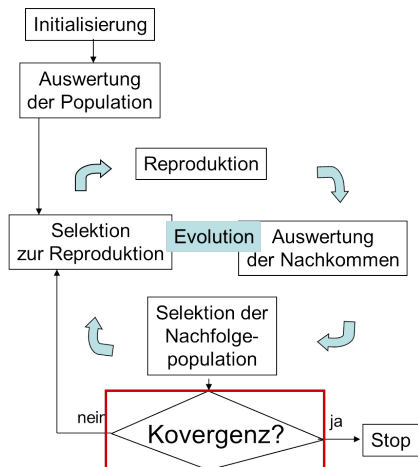 Initialisierung
Auswertung
der Population
Reproduktion
Selektion
zur Reproduktion
Evolution
Auswertung
der Nachkommen
Selektion der
Nachfolge-
population
nein
Kovergenz?
ja
Stop